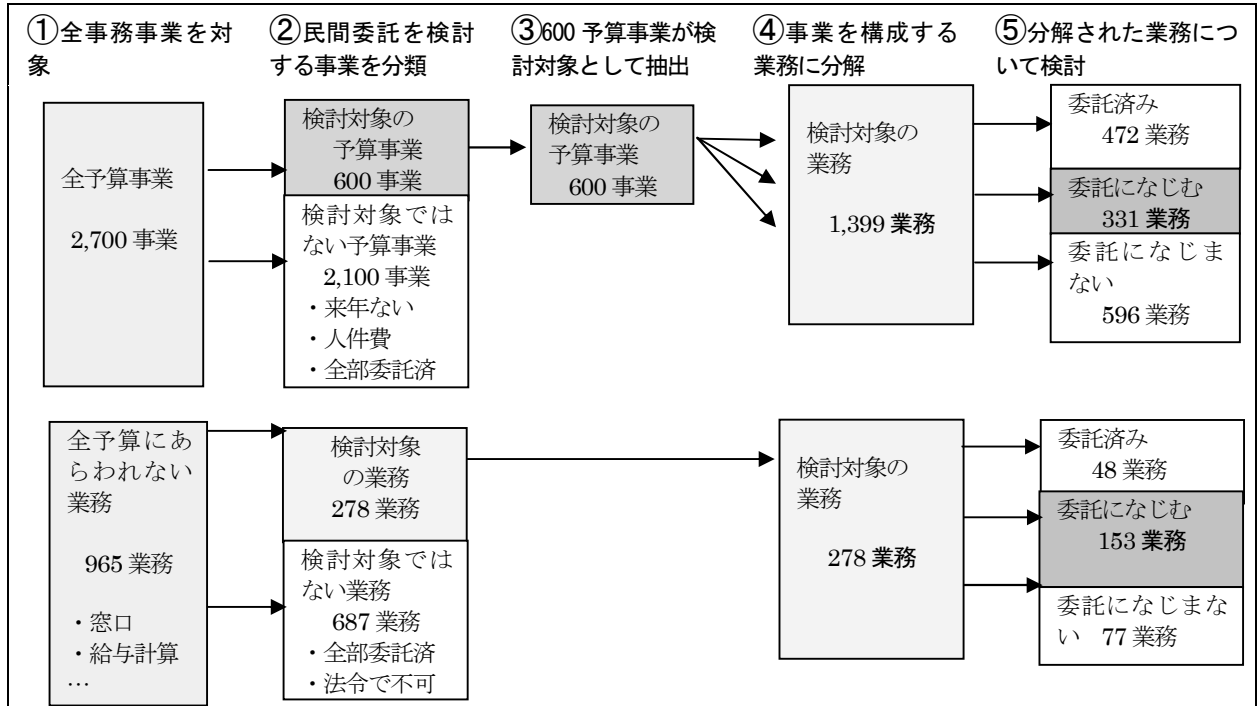 ①全事務事業を対
象
②民間委託を検討
する事業を分類
③600 予算事業が検
討対象として抽出
④事業を構成する
業務に分解
⑤分解された業務につ
いて検討
全予算事業
2,700 事業
検討対象の
予算事業
600 事業
検討対象では
ない予算事業
2,100 事業
・来年ない
・人件費
・全部委託済
検討対象の
予算事業
600 事業
検討対象の
業務
1,399 業務
委託済み
472 業務
委託になじむ
331 業務
委託になじま
ない
596 業務
全予算にあ
らわれない
業務
965 業務
・窓口
・給与計算
…
検討対象
の業務
278 業務
検討対象では
ない業務
687 業務
・全部委託済
・法令で不可
検討対象の
業務
278 業務
委託済み
48 業務
委託になじむ
153 業務
委託になじまな
い 77 業務